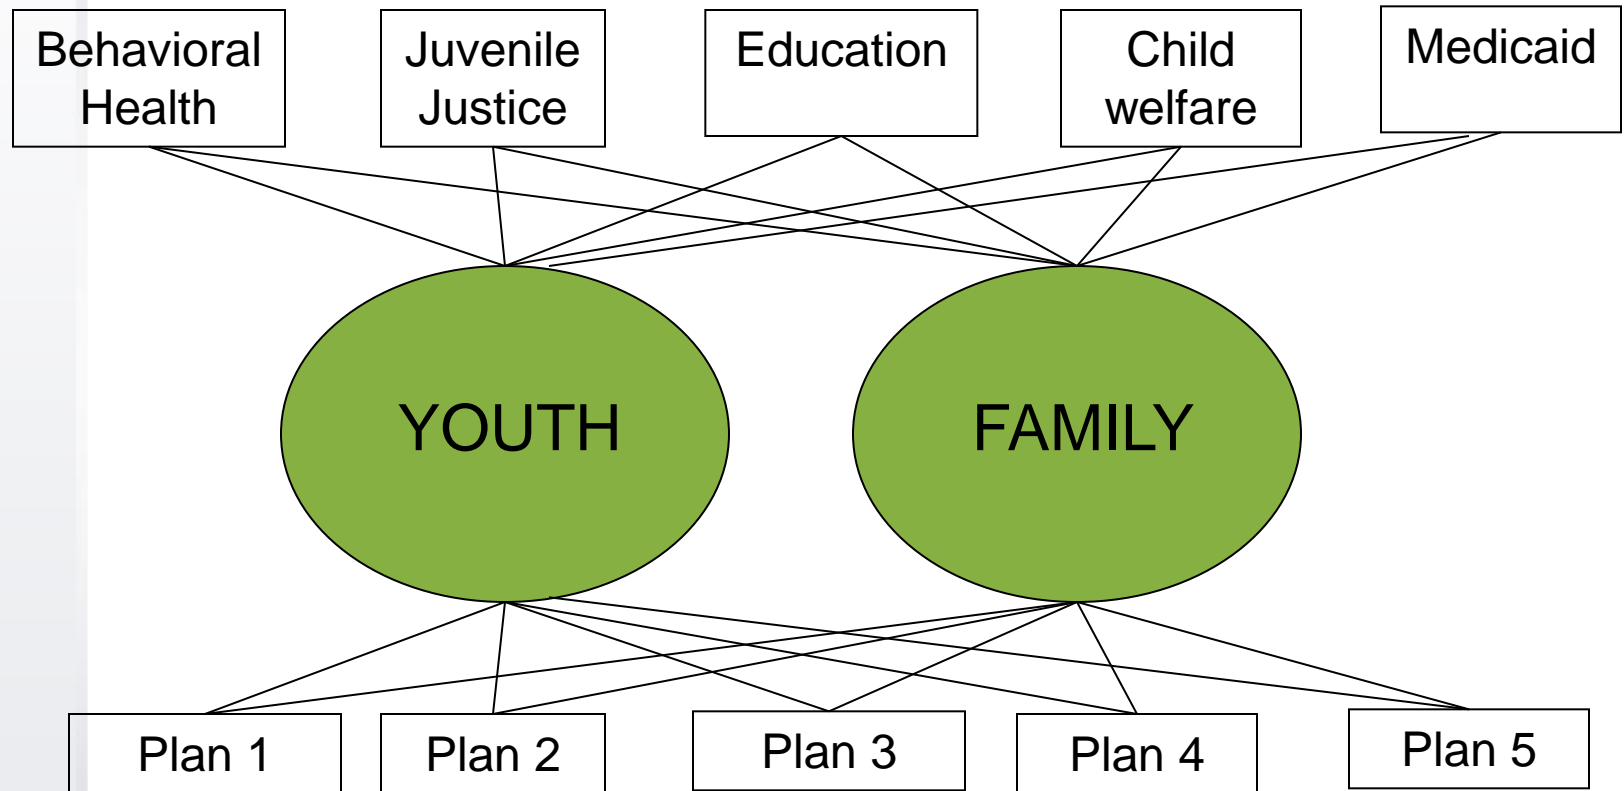 Behavioral
Health
Juvenile
Justice
Education
Child
welfare
Medicaid
YOUTH
FAMILY
Plan 1
Plan 2
Plan 3
Plan 4
Plan 5